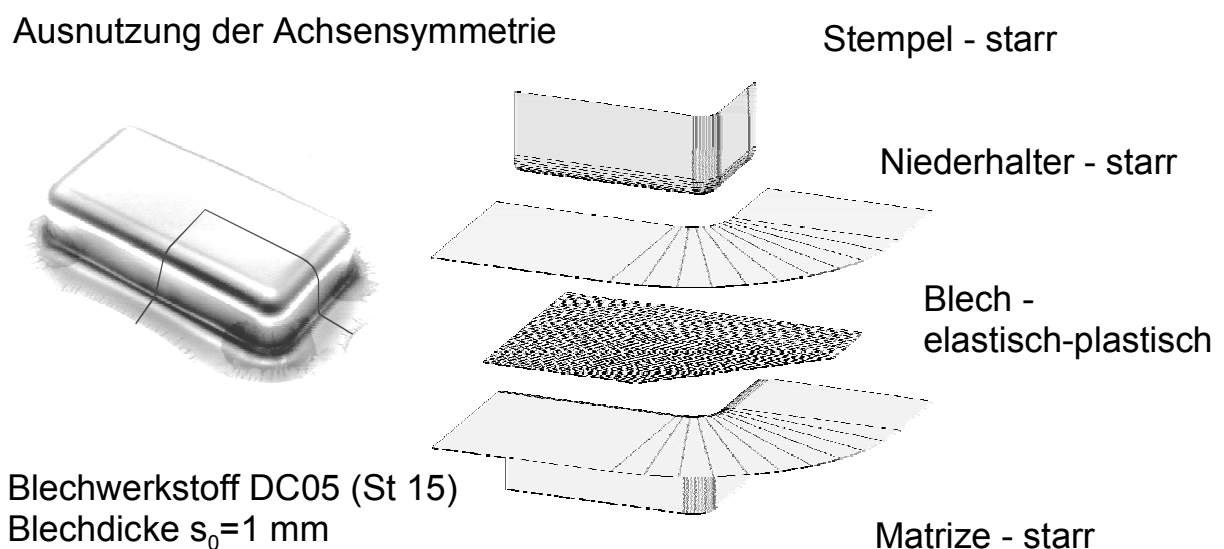 Ausnutzung der Achsensymmetrie
Stempel - starr
Niederhalter - starr
Blech -
elastisch-plastisch
Blechwerkstoff DC05 (St 15)
Blechdicke s₀=1 mm
Matrize - starr